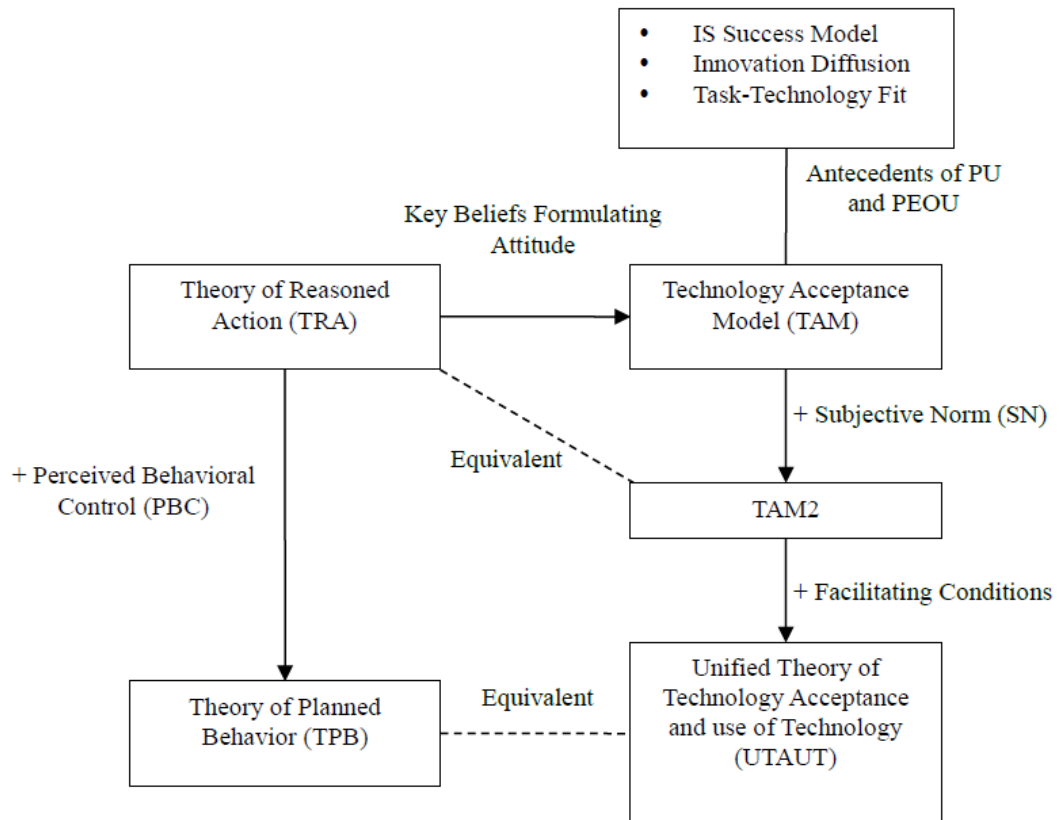 • IS Success Model
• Innovation Diffusion
• Task-Technology Fit
Antecedents of PU
and PEOU
Key Beliefs Formulating
Attitude
Theory of Reasoned
Action (TRA)
Technology Acceptance
Model (TAM)
+ Subjective Norm (SN)
Equivalent
+ Perceived Behavioral
Control (PBC)
TAM2
+ Facilitating Conditions
Theory of Planned
Behavior (TPB)
Equivalent
Unified Theory of
Technology Acceptance
and use of Technology
(UTAUT)